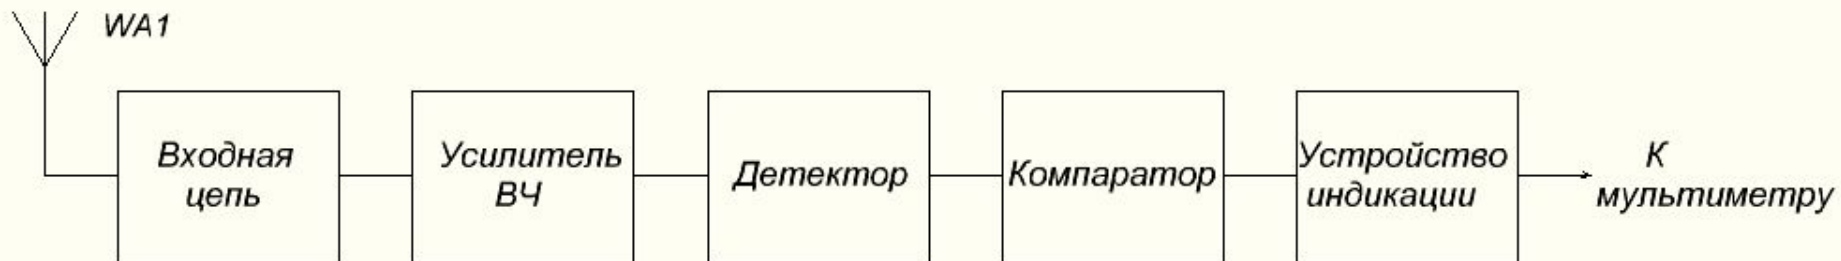 WA1
Входная
цепь
Усилитель
ВЧ
Детектор
Компаратор
Устройство
индикации
К
мультиметру